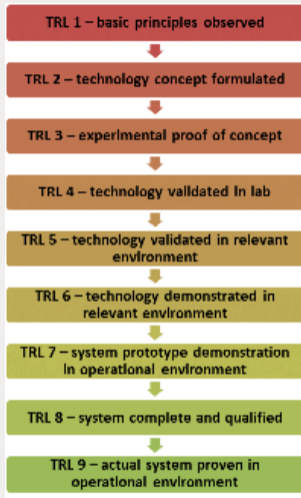 TRL 1 – basic principles observed
TRL 2 – technology concept formulated
TRL 3 – experimental proof of concept
TRL 4 – technology validated in lab
TRL 5 – technology validated in relevant
environment
TRL 6 – technology demonstrated in
relevant environment
TRL 7 – system prototype demonstration
in operational environment
TRL 8 – system complete and qualified
TRL 9 – actual system proven in
operational environment